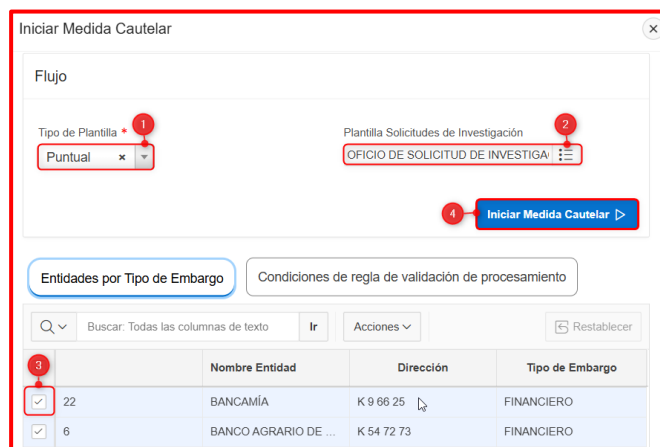 Iniciar Medida Cautelar
Flujo
Tipo de Plantilla * 1
Plantilla Solicitudes de Investigación 2
Puntual
OFICIO DE SOLICITUD DE
4 Iniciar Medida Cautelar
Entidades por Tipo de Embargo
Condiciones de regla de validación de procesamiento
Buscar: Todas las columnas de texto Ir Acciones Restablecer
3 Nombre Entidad Dirección Tipo de Embargo
22 BANCAMÍA K 9 66 25 FINANCIERO
6 BANCO AGRARIO DE ... K 54 72 73 FINANCIERO